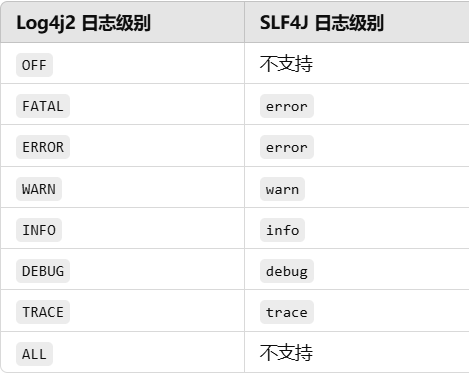 Log4j2 日志级别 SLF4J 日志级别
OFF 不支持
FATAL error
ERROR error
WARN warn
INFO info
DEBUG debug
TRACE trace
ALL 不支持